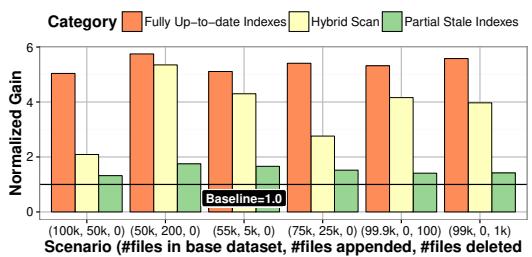 Category Fully Up-to-date Indexes Hybrid Scan Partial Stale Indexes
Normalized Gain
6
4
2
0
Baseline=1.0
(100k, 50k, 0) (50k, 200, 0) (55k, 5k, 0) (75k, 25k, 0) (99.9k, 0, 100) (99k, 0, 1k)
Scenario (#files in base dataset, #files appended, #files deleted